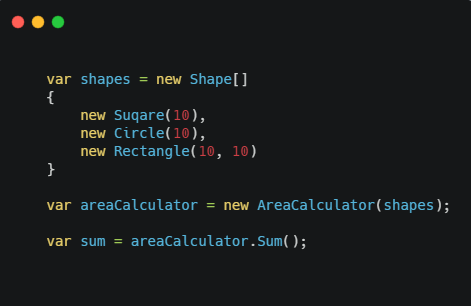 var shapes = new Shape[]
{
    new Suqare(10),
    new Circle(10),
    new Rectangle(10, 10)
}
var areaCalculator = new AreaCalculator(shapes);
var sum = areaCalculator.Sum();